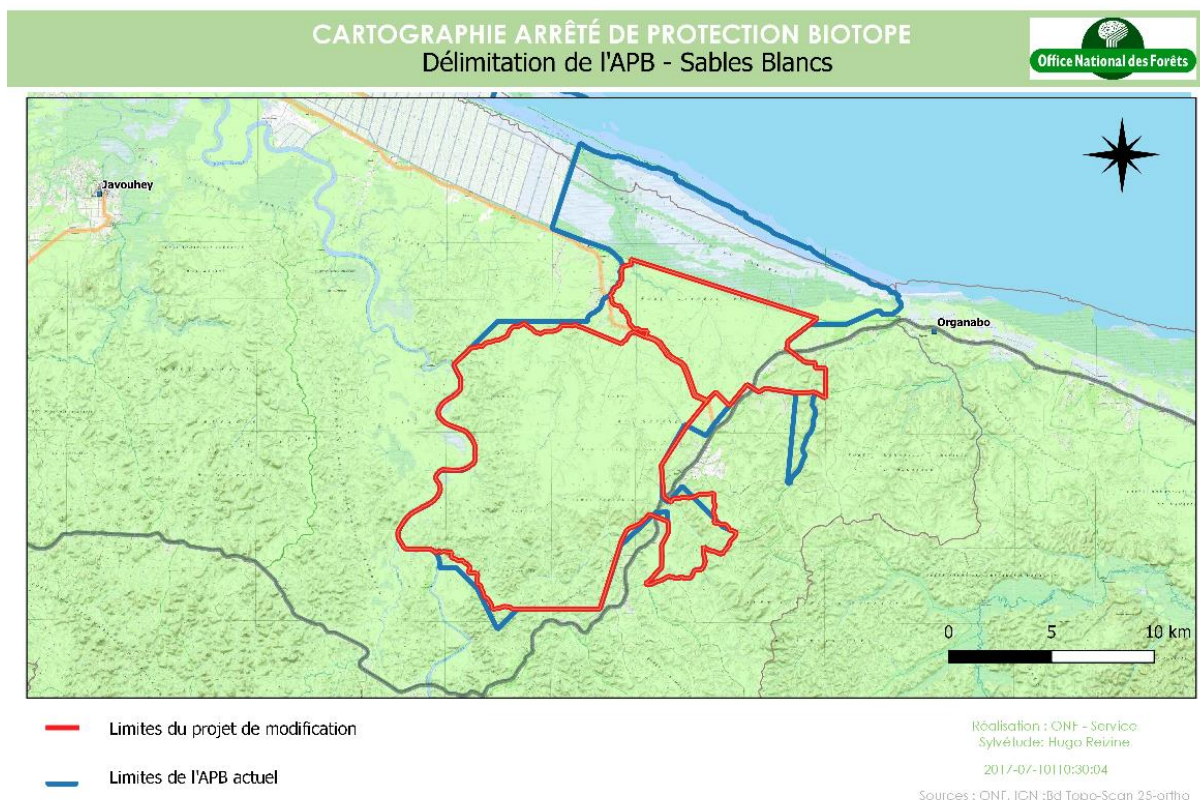 CARTOGRAPHIE ARRÊTÉ DE PROTECTION BIOTOPE
Délimitation de l'APB - Sables Blancs
Office National des Forêts
Javouhey
Organabo
0 5 10 km
Limites du projet de modification
Limites de l'APB actuel
Réalisation : ONF - Service
Sylvétude: Hugo Reizine
2017-07-10T10:30:04
Sources : ONF, IGN :Bd Topo-Scan 25-ortho